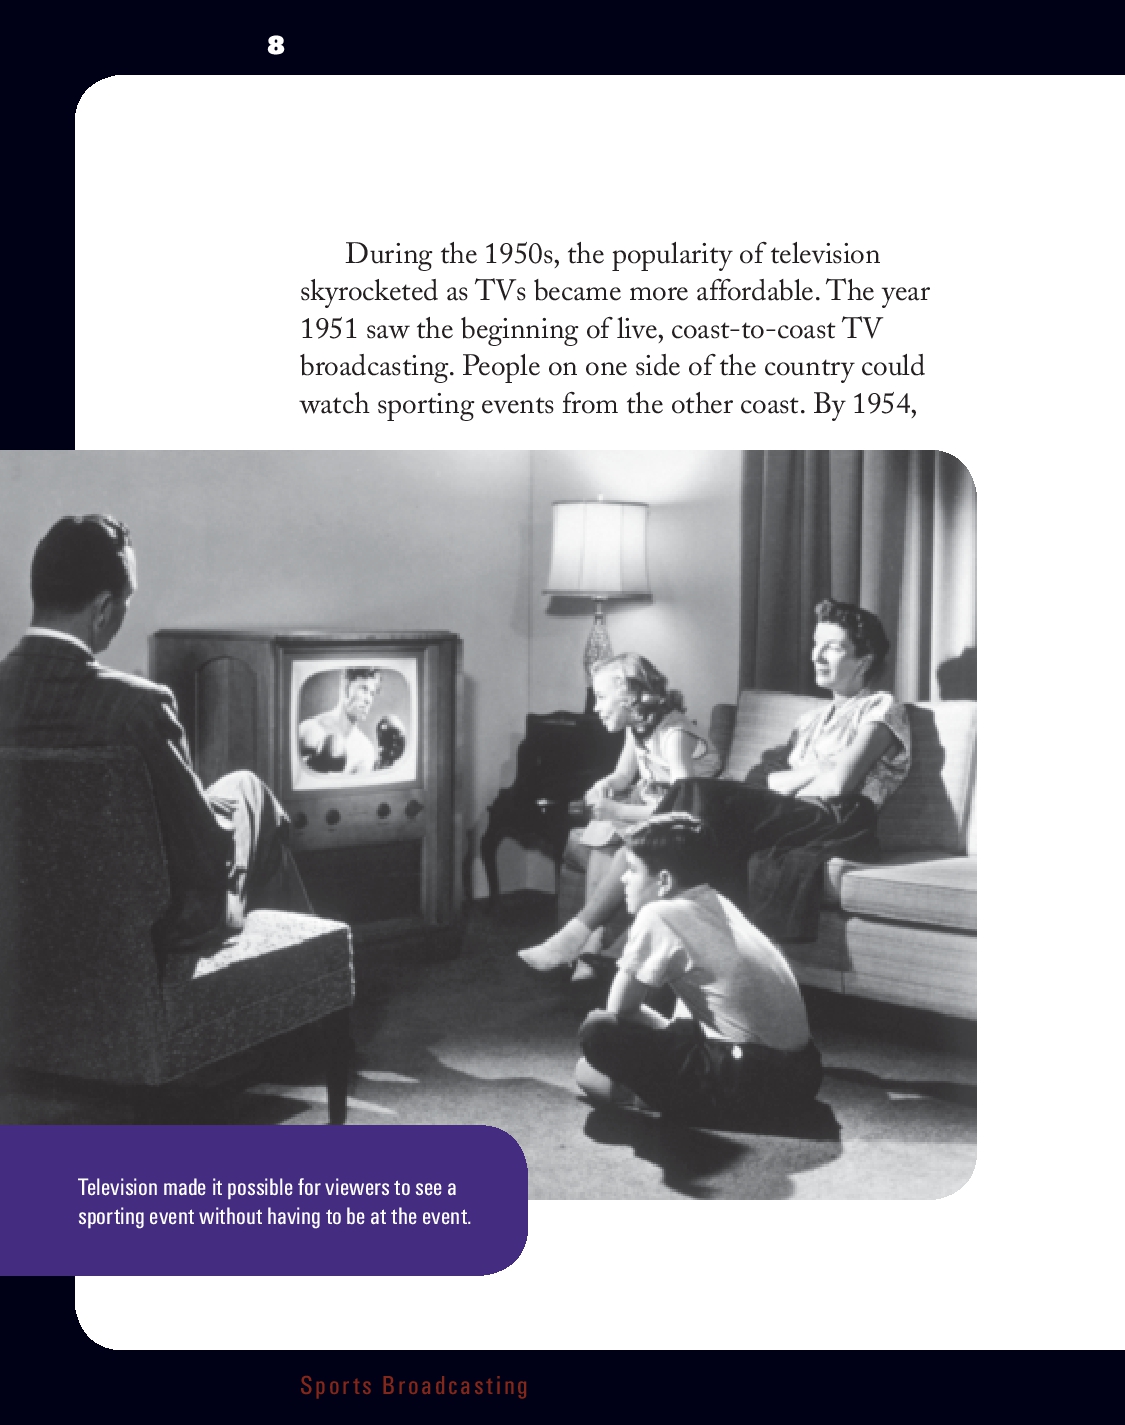 8
During the 1950s, the popularity of television
skyrocketed as TVs became more affordable. The year
1951 saw the beginning of live, coast-to-coast TV
broadcasting. People on one side of the country could
watch sporting events from the other coast. By 1954,
Television made it possible for viewers to see a
sporting event without having to be at the event.
Sports Broadcasting